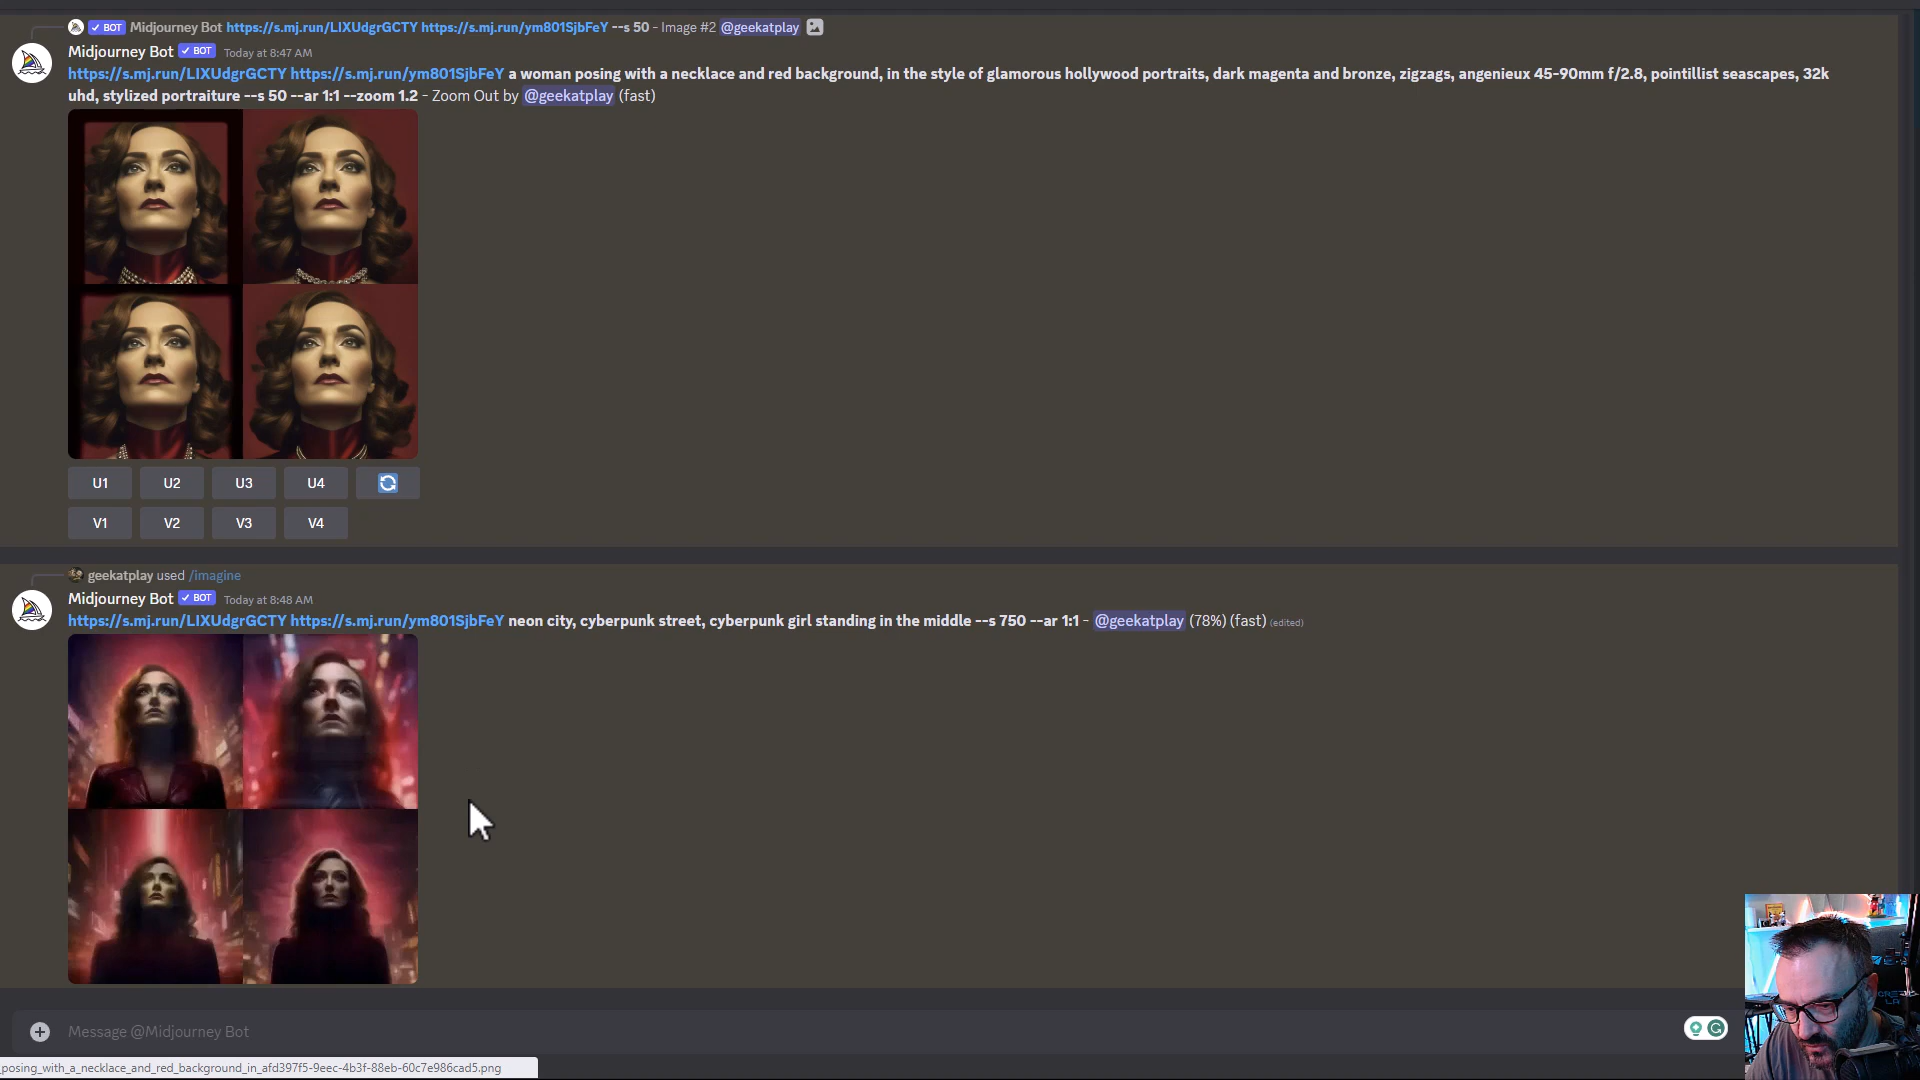 BOT Midjourney Bot https://s.mj.run/LIXUdgrGCTY https://s.mj.run/ym801SjbFeY --s 50 - Image #2 @geekatplay
Midjourney Bot BOT Today at 8:47 AM
https://s.mj.run/LIXUdgrGCTY https://s.mj.run/ym801SjbFeY a woman posing with a necklace and red background, in the style of glamorous hollywood portraits, dark magenta and bronze, zigzags, angenieux 45-90mm f/2.8, pointillist seascapes, 32k
uhd, stylized portraiture --s 50 --ar 1:1 --zoom 1.2 - Zoom Out by @geekatplay (fast)
U1 U2 U3 U4
V1 V2 V3 V4
geekatplay used /imagine
Midjourney Bot BOT Today at 8:48 AM
https://s.mj.run/LIXUdgrGCTY https://s.mj.run/ym801SjbFeY neon city, cyberpunk street, cyberpunk girl standing in the middle --s 750 --ar 1:1 - @geekatplay (78%) (fast) (edited)
Message @Midjourney Bot
posing_with_a_necklace_and_red_background_in_afd397f5-9eec-4b3f-88eb-60c7e986cad5.png